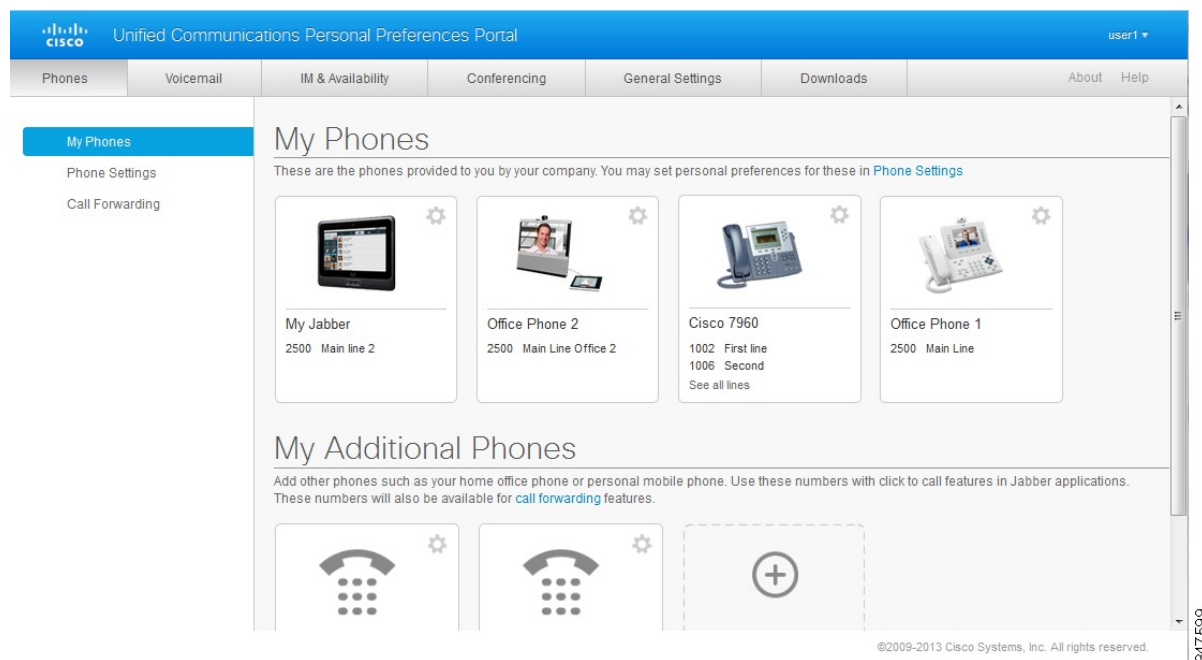 CISCO
Unified Communications Personal Preferences Portal
user1
Phones
Voicemail
IM & Availability
Conferencing
General Settings
Downloads
About
Help
My Phones
Phone Settings
Call Forwarding
My Phones
These are the phones provided to you by your company. You may set personal preferences for these in Phone Settings
My Jabber
2500 Main line 2
Office Phone 2
2500 Main Line Office 2
Cisco 7960
1002 First line
1006 Second
See all lines
Office Phone 1
2500 Main Line
My Additional Phones
Add other phones such as your home office phone or personal mobile phone. Use these numbers with click to call features in Jabber applications.
These numbers will also be available for call forwarding features.
©2009-2013 Cisco Systems, Inc. All rights reserved.